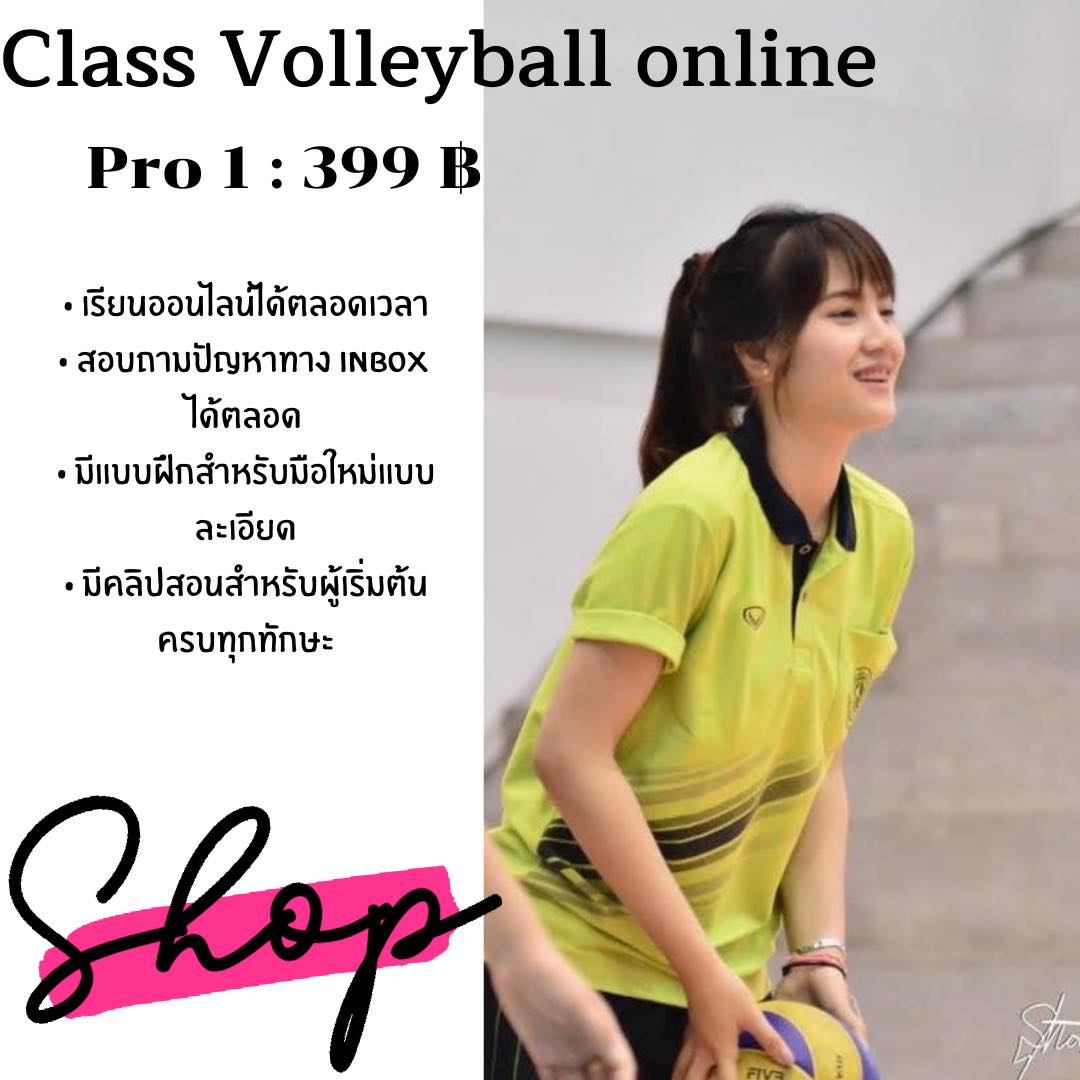 Class Volleyball online
Pro 1 : 399 ฿
• เรียนออนไลน์ได้ตลอดเวลา
• สอบถามปัญหาทาง INBOX
ได้ตลอด
• มีแบบฝึกสำหรับมือใหม่แบบ
ละเอียด
• มีคลิปสอนสำหรับผู้เริ่มต้น
ครบทุกทักษะ
Shop
FIVE